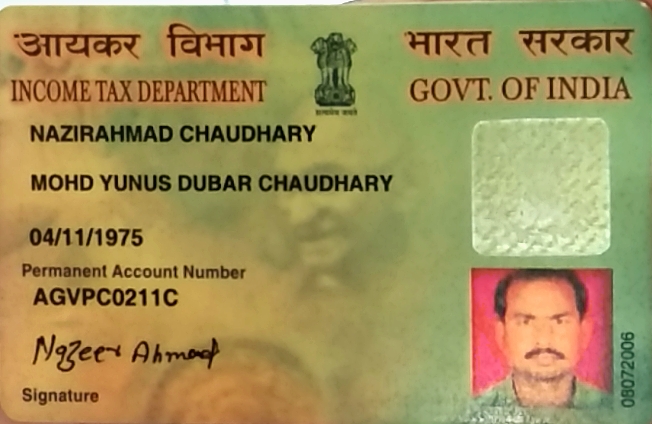 आयकर विभाग
INCOME TAX DEPARTMENT
भारत सरकार
GOVT. OF INDIA
सत्यमेव जयते
NAZIRAHMAD CHAUDHARY
MOHD YUNUS DUBAR CHAUDHARY
04/11/1975
Permanent Account Number
AGVPC0211C
Nazeer Ahmad
Signature
08072006